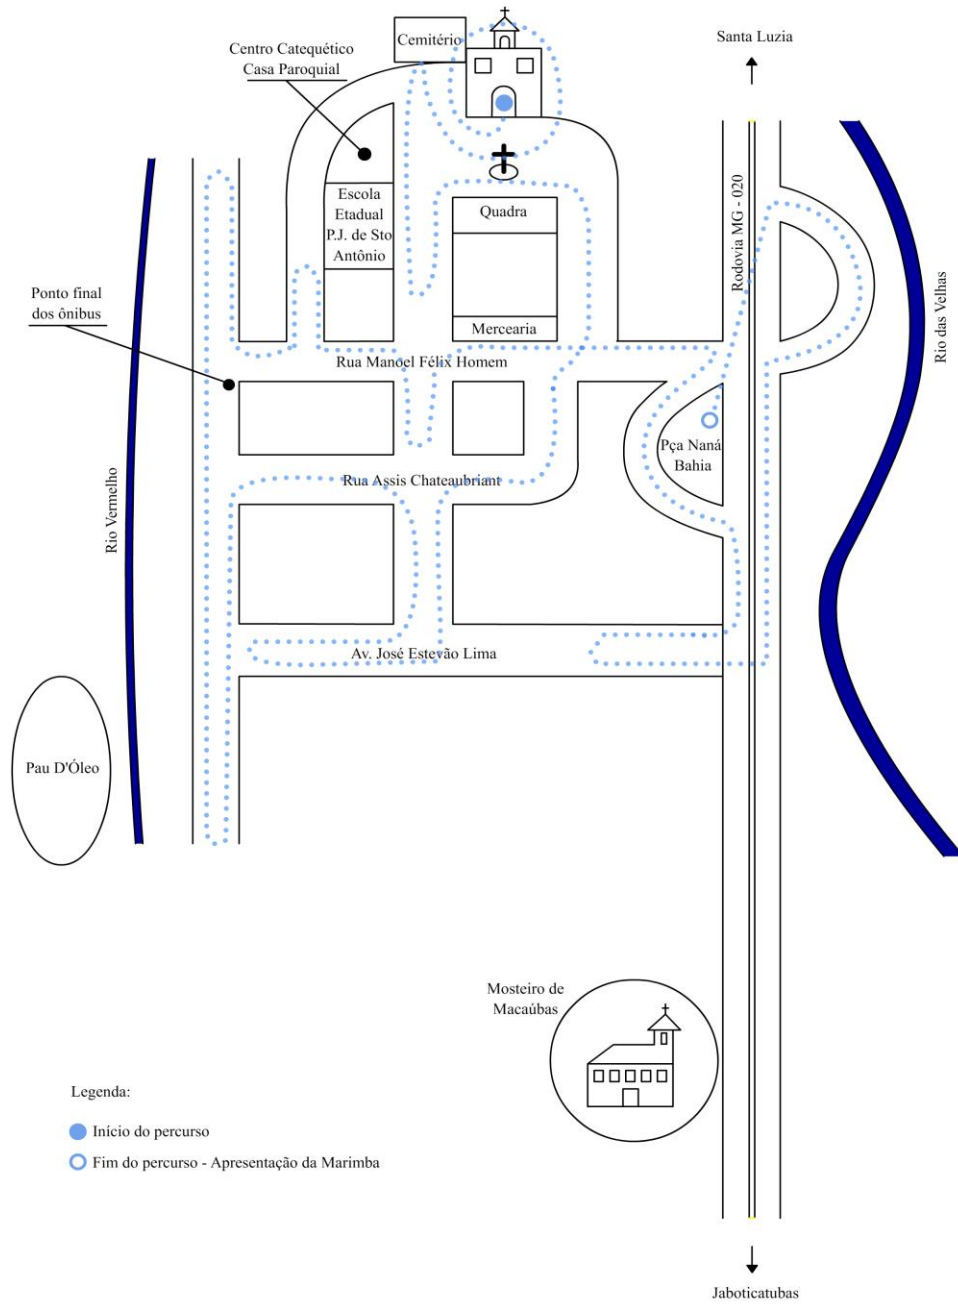 Cemitério
Santa Luzia
Centro Catequético
Casa Paroquial
Escola
Etadual
P.J. de Sto
Antônio
Quadra
Rodovia MG - 020
Rio das Velhas
Ponto final
dos ônibus
Mercearia
Rua Manoel Félix Homem
Pça Naná
Bahia
Rua Assis Chateaubriant
Rio Vermelho
Av. José Estevão Lima
Pau D'Óleo
Mosteiro de
Macaúbas
Legenda:
Início do percurso
Fim do percurso - Apresentação da Marimba
Jaboticatubas